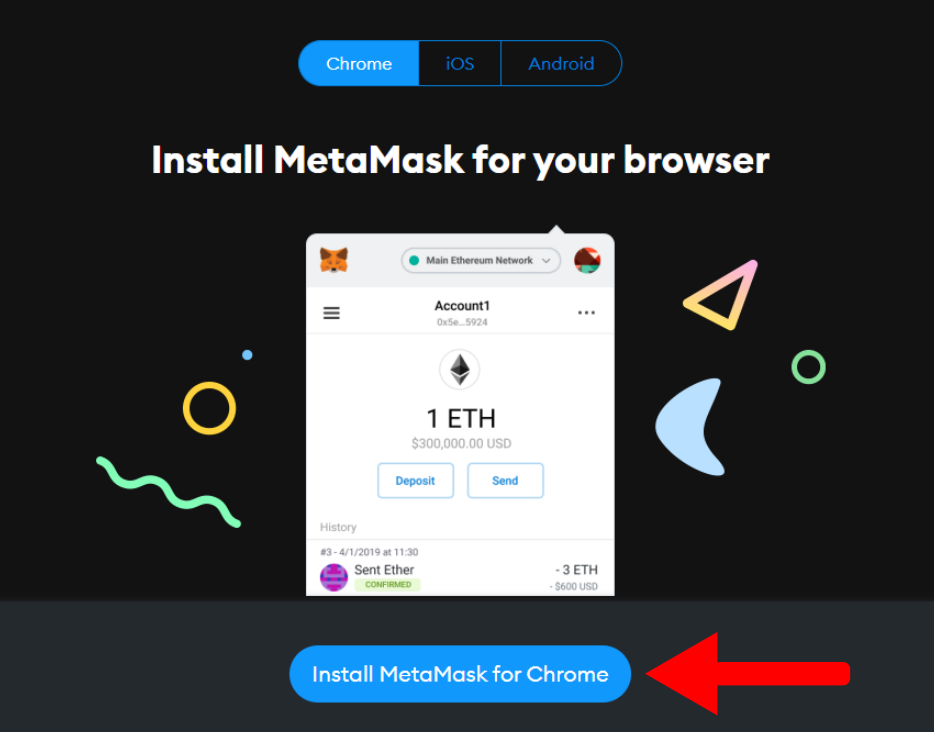 Chrome
iOS
Android
Install MetaMask for your browser
Main Ethereum Network
Account1
0x5e...5924
1 ETH
$300,000.00 USD
Deposit
Send
History
#3 - 4/1/2019 at 11:30
Sent Ether
- 3 ETH
CONFIRMED
- $600 USD
Install MetaMask for Chrome